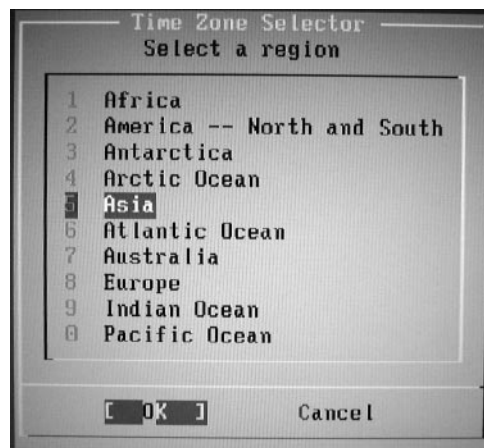 Time Zone Selector
Select a region
1 Africa
2 America -- North and South
3 Antarctica
4 Arctic Ocean
5 Asia
6 Atlantic Ocean
7 Australia
8 Europe
9 Indian Ocean
0 Pacific Ocean
[ OK ] Cancel